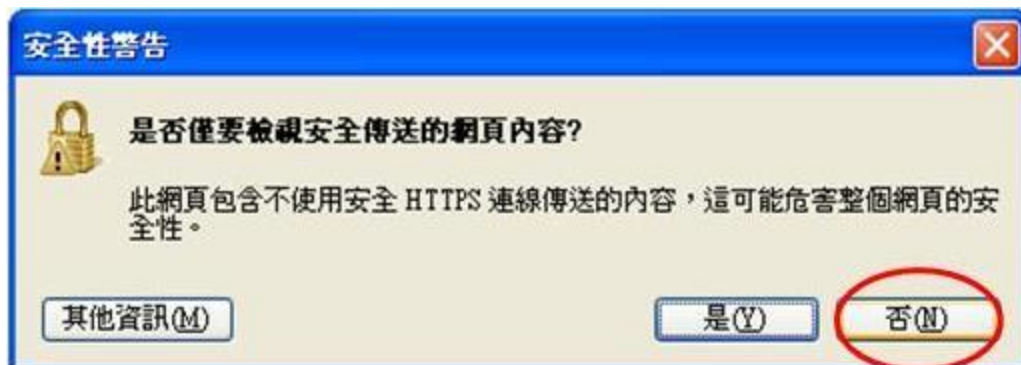 安全性警告
是否僅要檢視安全傳送的網頁內容?
此網頁包含不使用安全 HTTPS 連線傳送的內容，這可能危害整個網頁的安
全性。
其他資訊(M) 是(Y) 否(N)